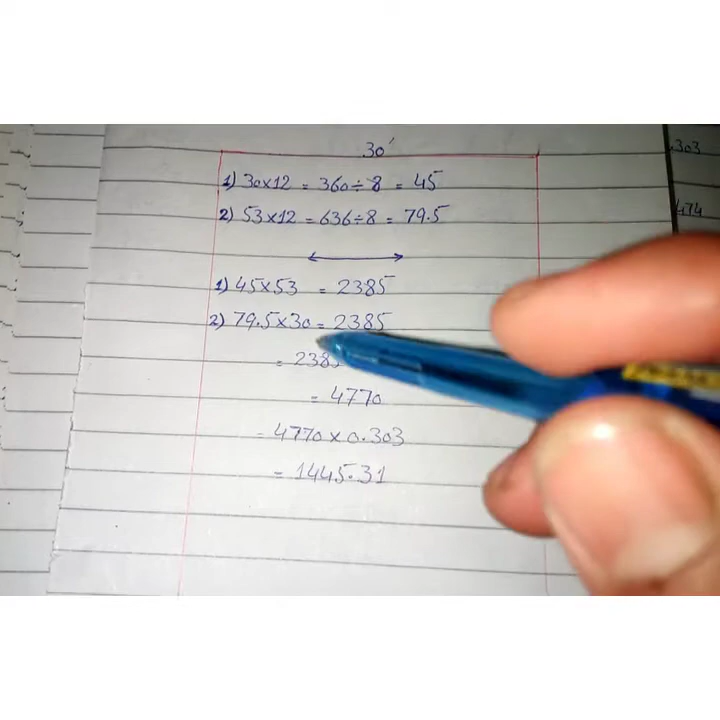 30'
1) 30x12 = 360÷8 = 45
2) 53x12 = 636÷8 = 79.5
1) 45x53 = 2385
2) 79.5x30 = 2385
= 2385
= 4770
= 4770 x 0.303
= 1445.31
.303
474